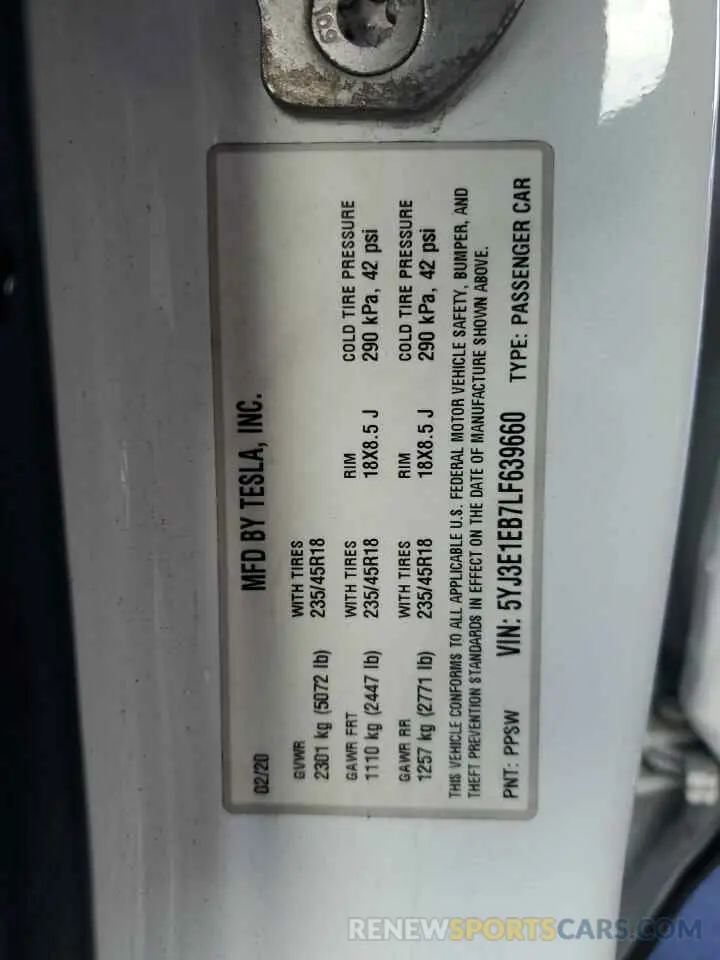 109
02/20 MFD BY TESLA, INC.
GVWR WITH TIRES
2301 kg (5072 lb) 235/45R18
GAWR FRT WITH TIRES RIM COLD TIRE PRESSURE
1110 kg (2447 lb) 235/45R18 18X8.5 J 290 kPa, 42 psi
GAWR RR WITH TIRES RIM COLD TIRE PRESSURE
1257 kg (2771 lb) 235/45R18 18X8.5 J 290 kPa, 42 psi
THIS VEHICLE CONFORMS TO ALL APPLICABLE U.S. FEDERAL MOTOR VEHICLE SAFETY, BUMPER, AND
THEFT PREVENTION STANDARDS IN EFFECT ON THE DATE OF MANUFACTURE SHOWN ABOVE.
PNT: PPSW VIN: 5YJ3E1EB7LF639660 TYPE: PASSENGER CAR
RENEWSPORTSCARS.COM